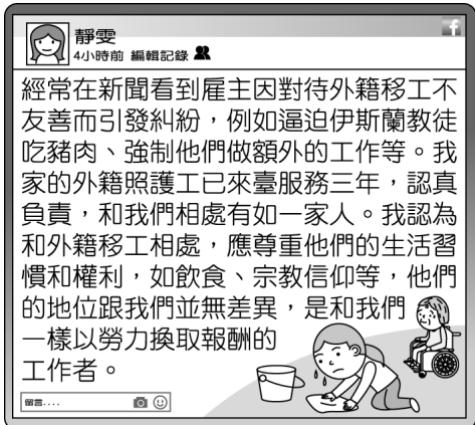 f
靜雯
4小時前 編輯記錄
經常在新聞看到雇主因對待外籍移工不
友善而引發糾紛，例如逼迫伊斯蘭教徒
吃豬肉、強制他們做額外的工作等。我
家的外籍照護工已來臺服務三年，認真
負責，和我們相處有如一家人。我認為
和外籍移工相處，應尊重他們的生活習
慣和權利，如飲食、宗教信仰等，他們
的地位跟我們並無差異，是和我們
一樣以勞力換取報酬的
工作者。
留言....